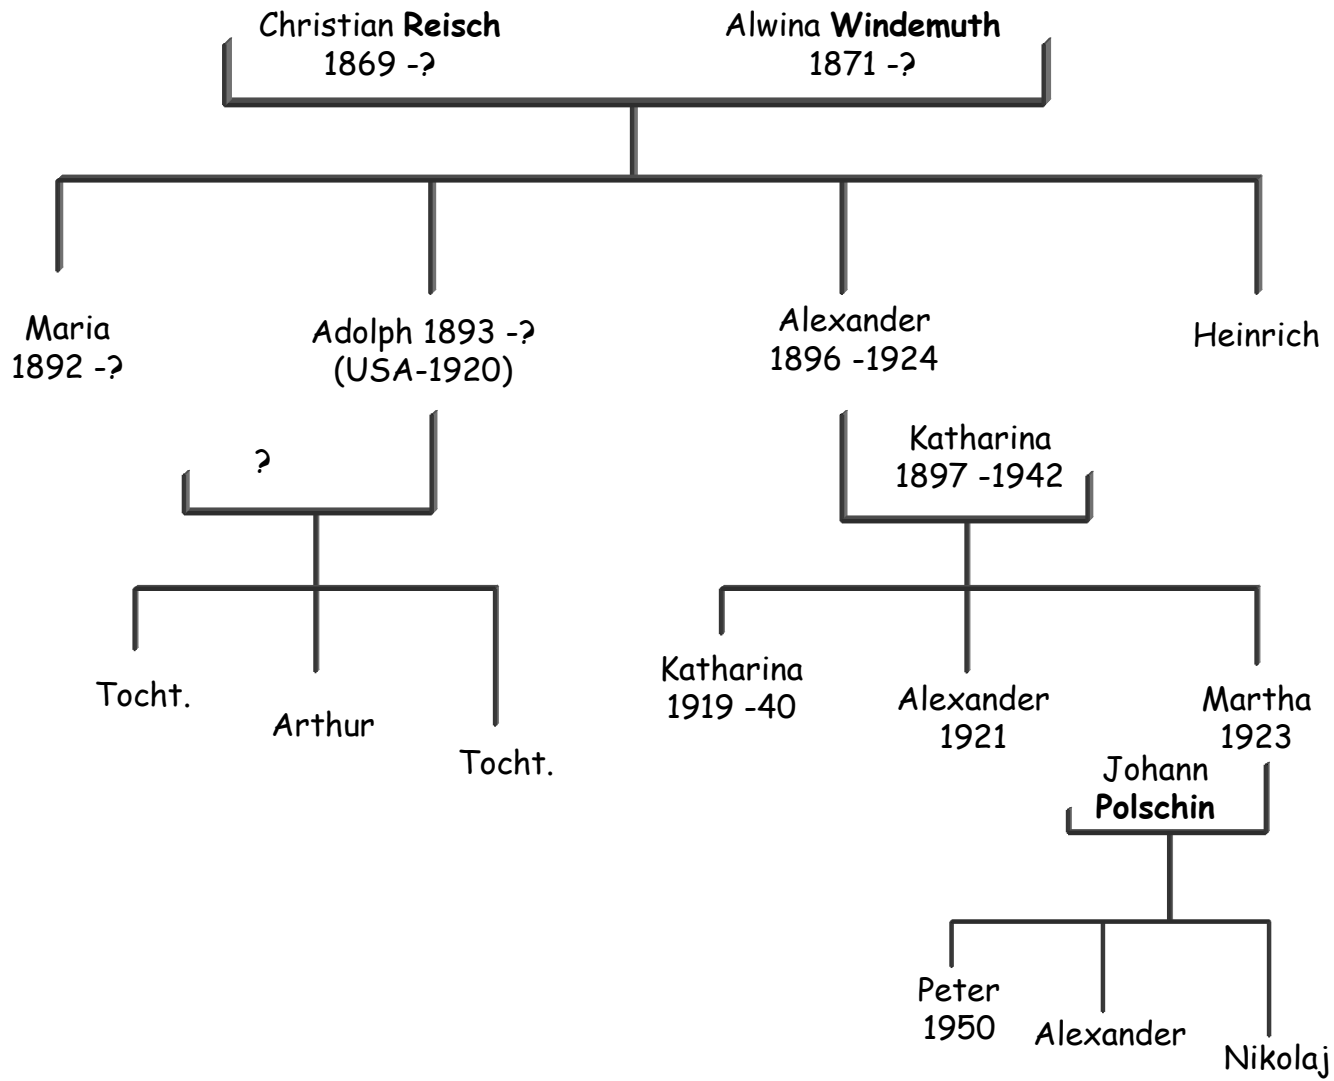 Christian Reisch
1869 -?
Alwina Windemuth
1871 -?
Maria
1892 -?
Adolph 1893 -?
(USA-1920)
Alexander
1896 -1924
Heinrich
?
Katharina
1897 -1942
Tocht.
Arthur
Tocht.
Katharina
1919 -40
Alexander
1921
Martha
1923
Johann
Polschin
Peter
1950
Alexander
Nikolaj